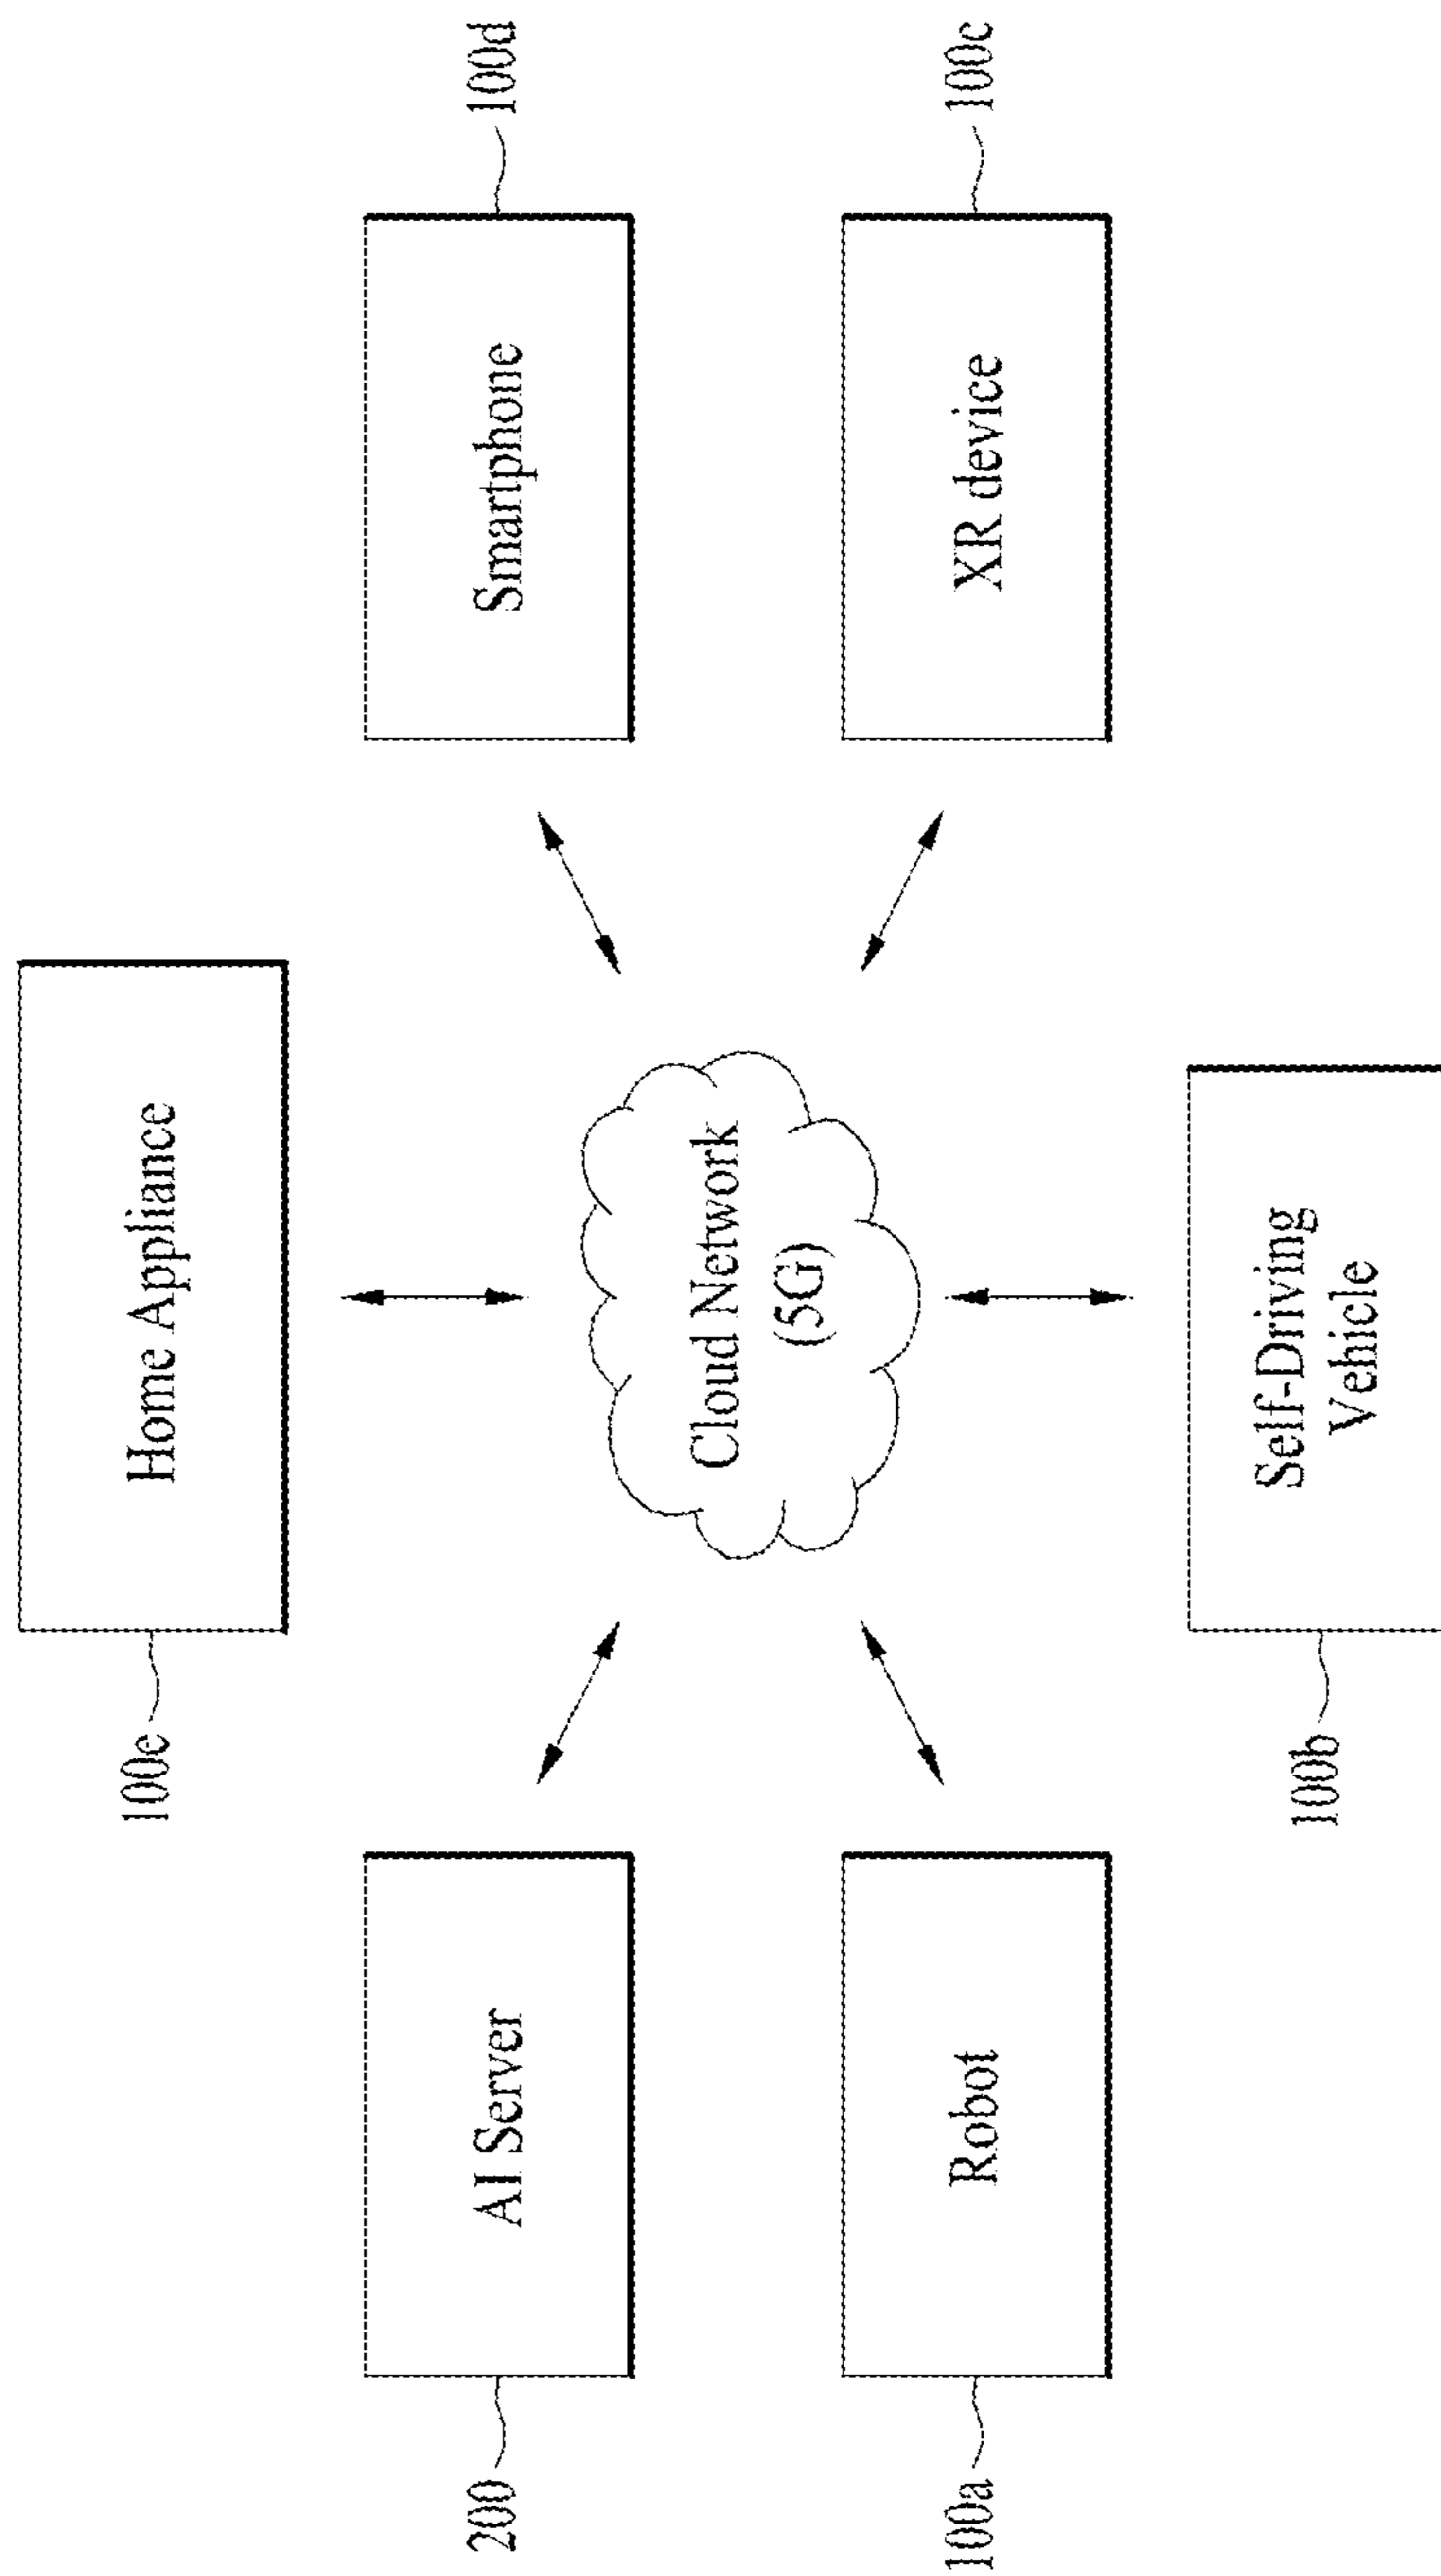 100e
Home Appliance
200
AI Server
Smartphone
100d
Cloud Network
(5G)
100a
Robot
XR device
100c
100b
Self-Driving
Vehicle